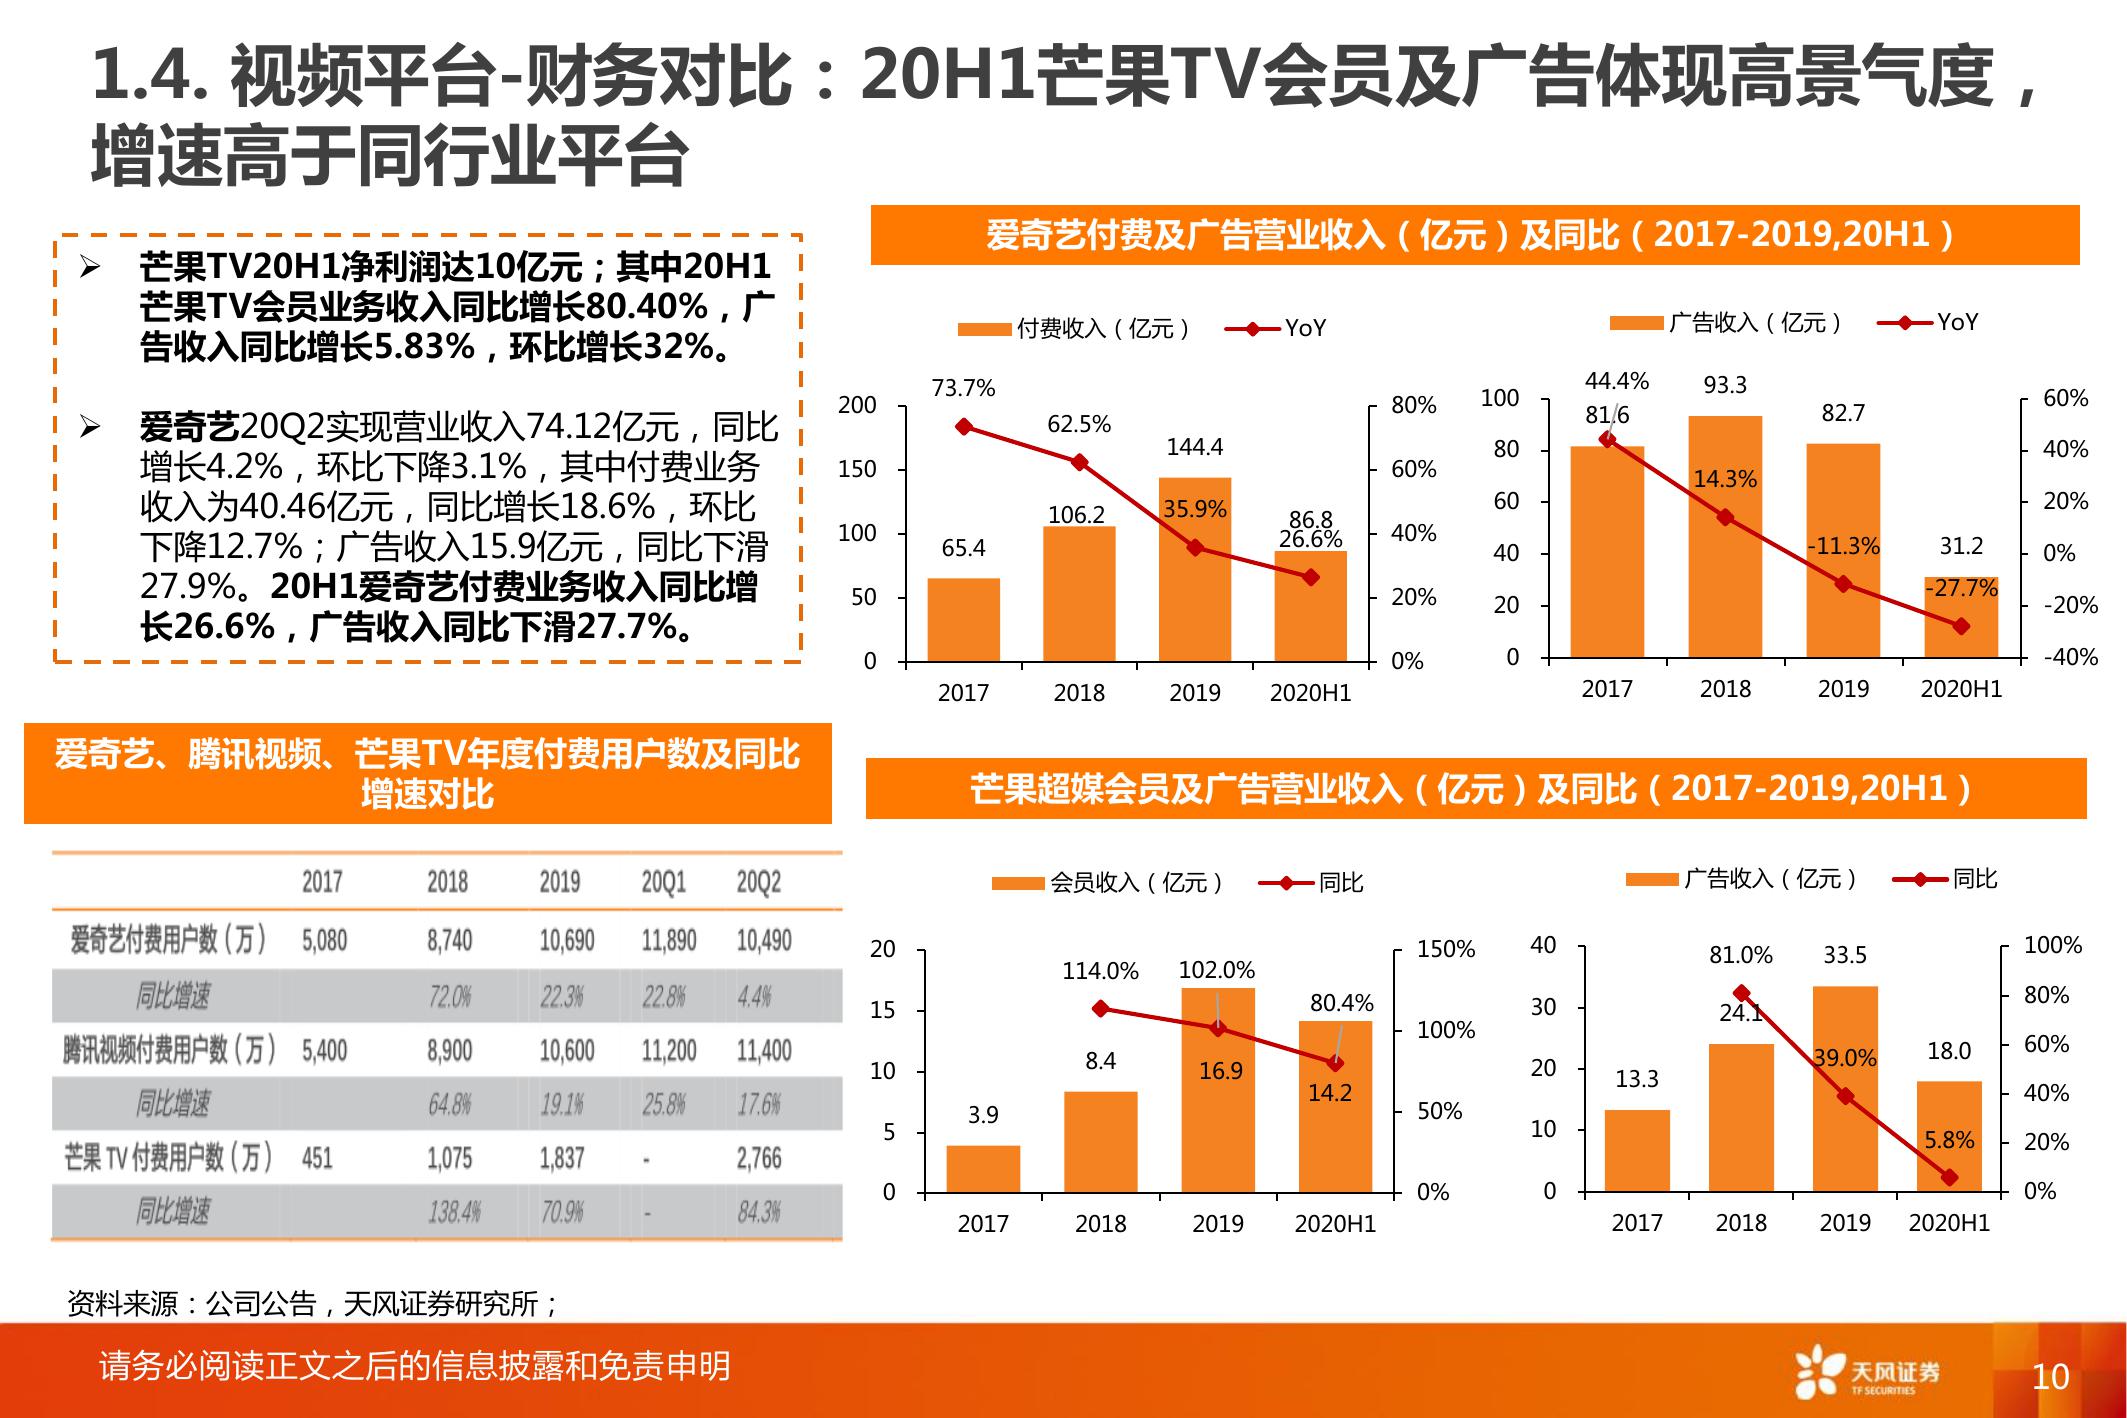 1.4. 视频平台-财务对比：20H1芒果TV会员及广告体现高景气度，
增速高于同行业平台
芒果TV20H1净利润达10亿元；其中20H1
芒果TV会员业务收入同比增长80.40%，广
告收入同比增长5.83%，环比增长32%。
爱奇艺20Q2实现营业收入74.12亿元，同比
增长4.2%，环比下降3.1%，其中付费业务
收入为40.46亿元，同比增长18.6%，环比
下降12.7%；广告收入15.9亿元，同比下滑
27.9%。20H1爱奇艺付费业务收入同比增
长26.6%，广告收入同比下滑27.7%。
爱奇艺付费及广告营业收入（亿元）及同比（2017-2019,20H1）
付费收入（亿元） YoY
73.7% 62.5% 35.9% 26.6%
65.4 106.2 144.4 86.8
200 80%
150 60%
100 40%
50 20%
0 0%
2017 2018 2019 2020H1
广告收入（亿元） YoY
44.4% 14.3% -11.3% -27.7%
81.6 93.3 82.7 31.2
100 60%
80 40%
60 20%
40 0%
20 -20%
0 -40%
2017 2018 2019 2020H1
爱奇艺、腾讯视频、芒果TV年度付费用户数及同比
增速对比
2017 2018 2019 20Q1 20Q2
爱奇艺付费用户数（万） 5,080 8,740 10,690 11,890 10,490
同比增速 72.0% 22.3% 22.8% 4.4%
腾讯视频付费用户数（万） 5,400 8,900 10,600 11,200 11,400
同比增速 64.8% 19.1% 25.8% 17.6%
芒果 TV 付费用户数（万） 451 1,075 1,837 - 2,766
同比增速 138.4% 70.9% - 84.3%
芒果超媒会员及广告营业收入（亿元）及同比（2017-2019,20H1）
会员收入（亿元） 同比
114.0% 102.0% 80.4%
3.9 8.4 16.9 14.2
20 150%
15 100%
10 50%
5 0%
0
2017 2018 2019 2020H1
广告收入（亿元） 同比
81.0% 39.0% 5.8%
13.3 24.1 33.5 18.0
40 100%
30 80%
20 60%
10 40%
0 20%
0%
2017 2018 2019 2020H1
资料来源：公司公告，天风证券研究所；
请务必阅读正文之后的信息披露和免责申明
天风证券
TF SECURITIES
10